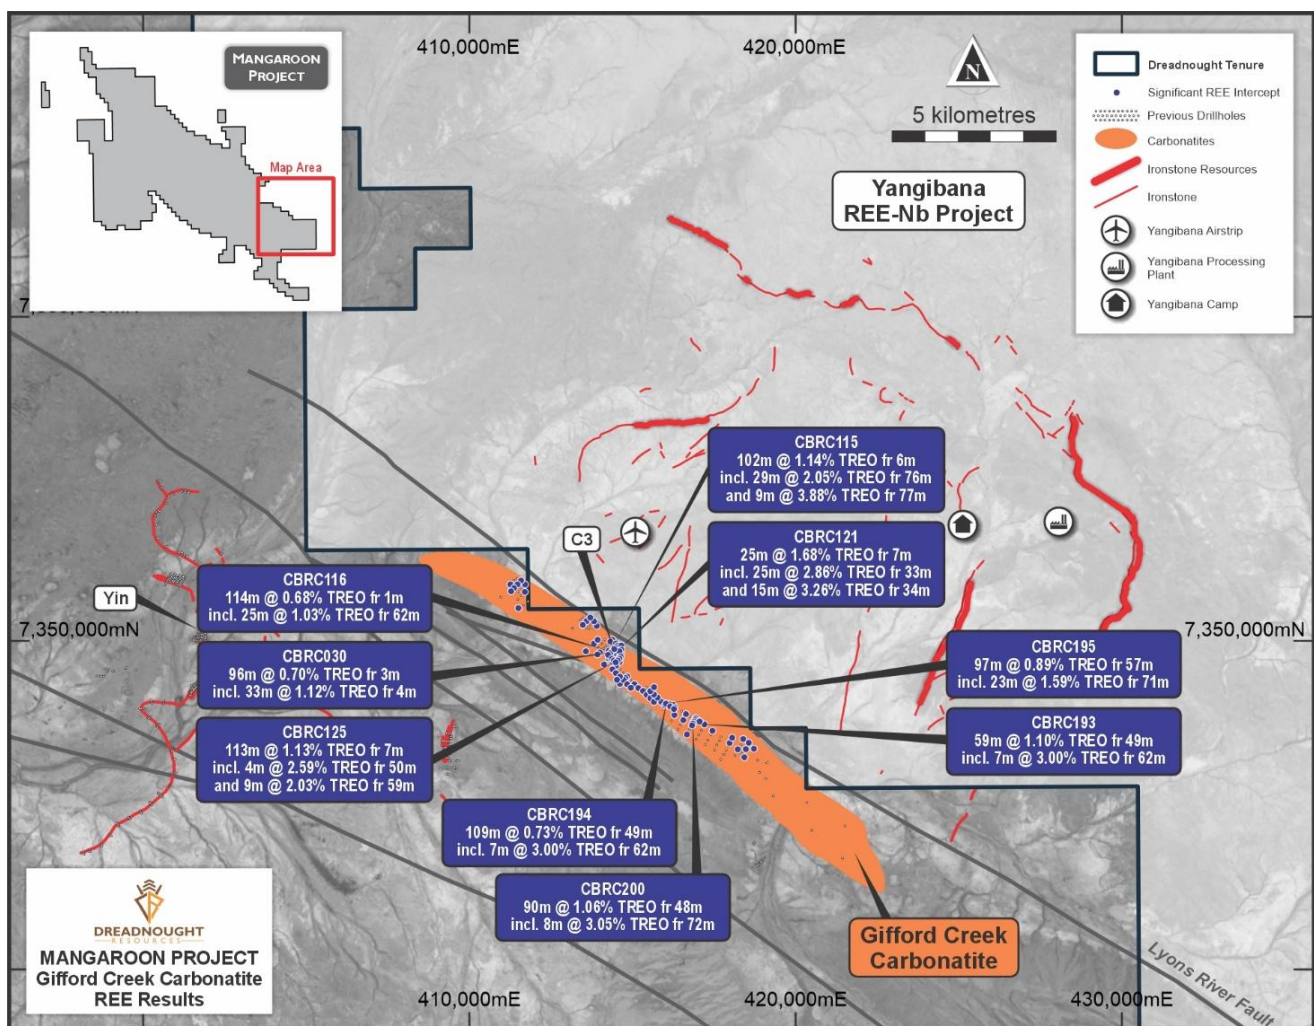 410,000mE
420,000mE
MANGAROON
PROJECT
Map Area
N
5 kilometres
Yangibana
REE-Nb Project
Dreadnought Tenure
Significant REE Intercept
Previous Drillholes
Carbonatites
Ironstone Resources
Ironstone
Yangibana Airstrip
Yangibana Processing
Plant
Yangibana Camp
CBRC115
102m @ 1.14% TREO fr 6m
incl. 29m @ 2.05% TREO fr 76m
and 9m @ 3.88% TREO fr 77m
C3
CBRC121
25m @ 1.68% TREO fr 7m
incl. 25m @ 2.86% TREO fr 33m
and 15m @ 3.26% TREO fr 34m
CBRC116
114m @ 0.68% TREO fr 1m
incl. 25m @ 1.03% TREO fr 62m
Yin
7,350,000mN
7,350,000mN
CBRC030
96m @ 0.70% TREO fr 3m
incl. 33m @ 1.12% TREO fr 4m
CBRC195
97m @ 0.89% TREO fr 57m
incl. 23m @ 1.59% TREO fr 71m
CBRC125
113m @ 1.13% TREO fr 7m
incl. 4m @ 2.59% TREO fr 50m
and 9m @ 2.03% TREO fr 59m
CBRC193
59m @ 1.10% TREO fr 49m
incl. 7m @ 3.00% TREO fr 62m
CBRC194
109m @ 0.73% TREO fr 49m
incl. 7m @ 3.00% TREO fr 62m
CBRC200
90m @ 1.06% TREO fr 48m
incl. 8m @ 3.05% TREO fr 72m
Gifford Creek
Carbonatite
Lyons River Fault
DREADNOUGHT
RESOURCES
MANGAROON PROJECT
Gifford Creek Carbonatite
REE Results
410,000mE
420,000mE
430,000mE